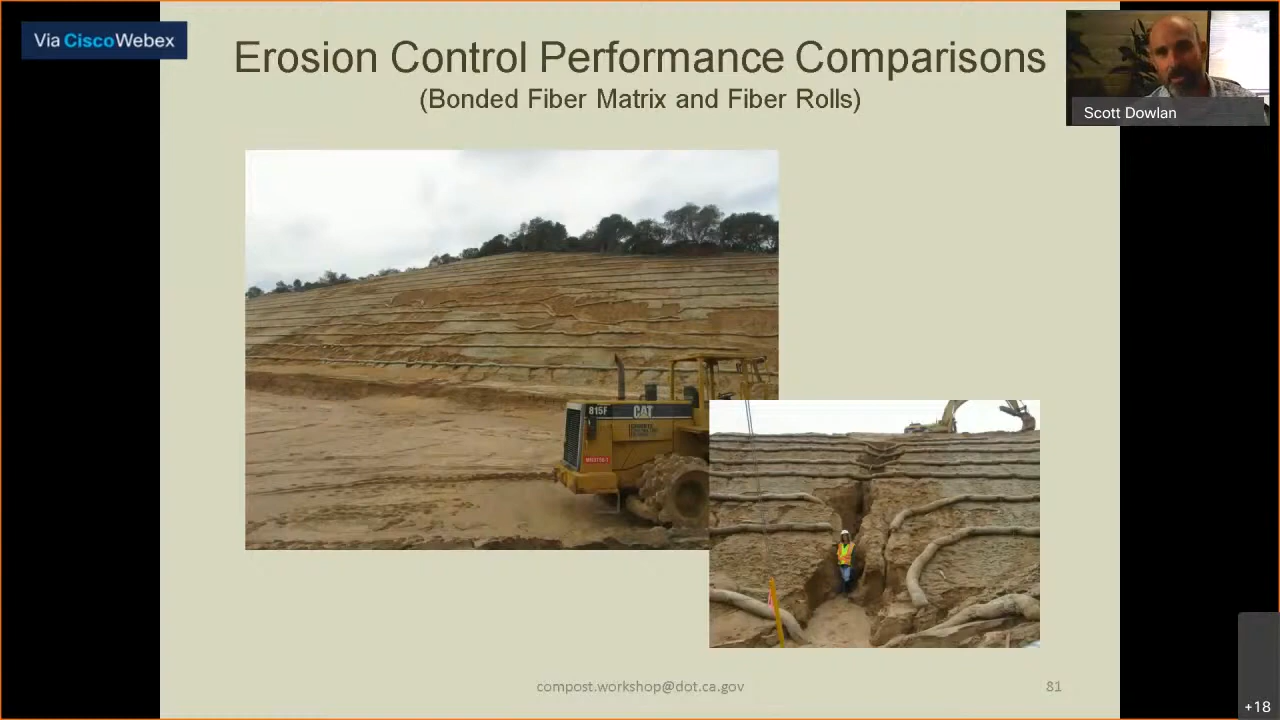 Via CiscoWebex
Erosion Control Performance Comparisons
(Bonded Fiber Matrix and Fiber Rolls)
Scott Dowlan
815F
CAT
compost.workshop@dot.ca.gov
81
+18